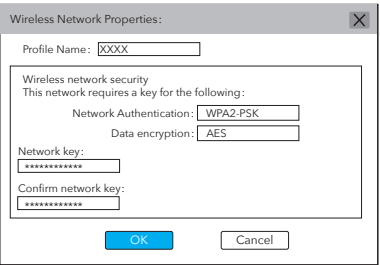 Wireless Network Properties:
Profile Name: XXXX
Wireless network security
This network requires a key for the following:
Network Authentication: WPA2-PSK
Data encryption: AES
Network key:
************
Confirm network key:
************
OK Cancel